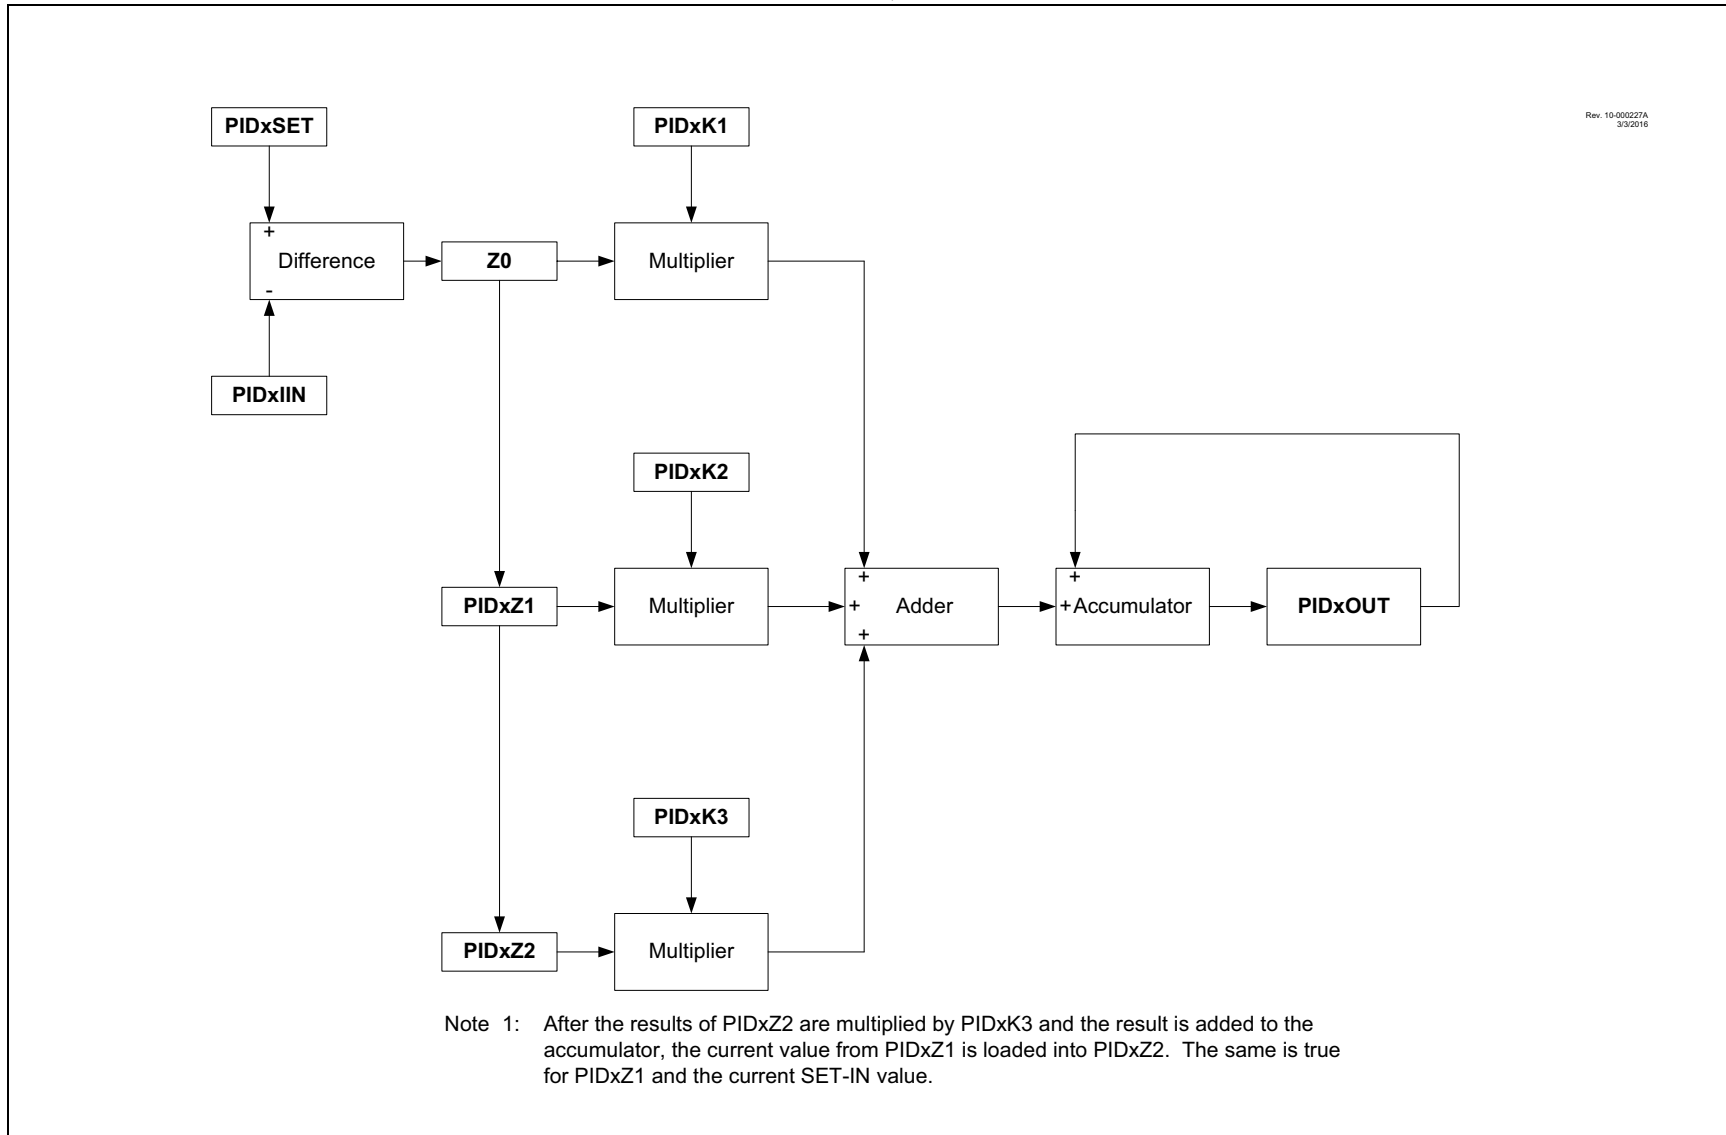 PIDxSET
PIDxK1
Rev. 10-000227A
3/3/2016
+
Difference
-
Z0
Multiplier
PIDxIIN
PIDxK2
PIDxZ1
Multiplier
+
+
+
Adder
+
+Accumulator
PIDxOUT
PIDxK3
PIDxZ2
Multiplier
Note 1: After the results of PIDxZ2 are multiplied by PIDxK3 and the result is added to the
accumulator, the current value from PIDxZ1 is loaded into PIDxZ2. The same is true
for PIDxZ1 and the current SET-IN value.